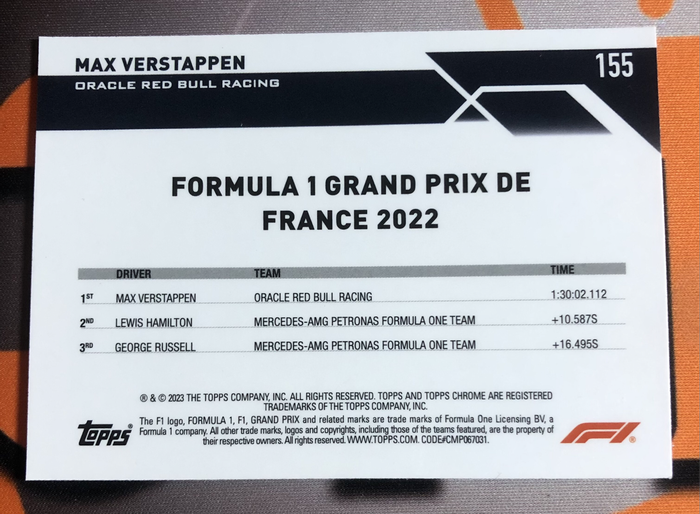 MAX VERSTAPPEN
155
ORACLE RED BULL RACING
FORMULA 1 GRAND PRIX DE
FRANCE 2022
DRIVER TEAM TIME
1ST MAX VERSTAPPEN ORACLE RED BULL RACING 1:30:02.112
2ND LEWIS HAMILTON MERCEDES-AMG PETRONAS FORMULA ONE TEAM +10.587S
3RD GEORGE RUSSELL MERCEDES-AMG PETRONAS FORMULA ONE TEAM +16.495S
® & © 2023 THE TOPPS COMPANY, INC. ALL RIGHTS RESERVED. TOPPS AND TOPPS CHROME ARE REGISTERED
TRADEMARKS OF THE TOPPS COMPANY, INC.
The F1 logo, FORMULA 1, F1, GRAND PRIX and related marks are trade marks of Formula One Licensing BV, a
Formula 1 company. All other trade marks, logos and copyrights, including those of the teams featured, are the property of
their respective owners. All rights reserved. WWW.TOPPS.COM. CODE#CMP067031.
topps®
F1®